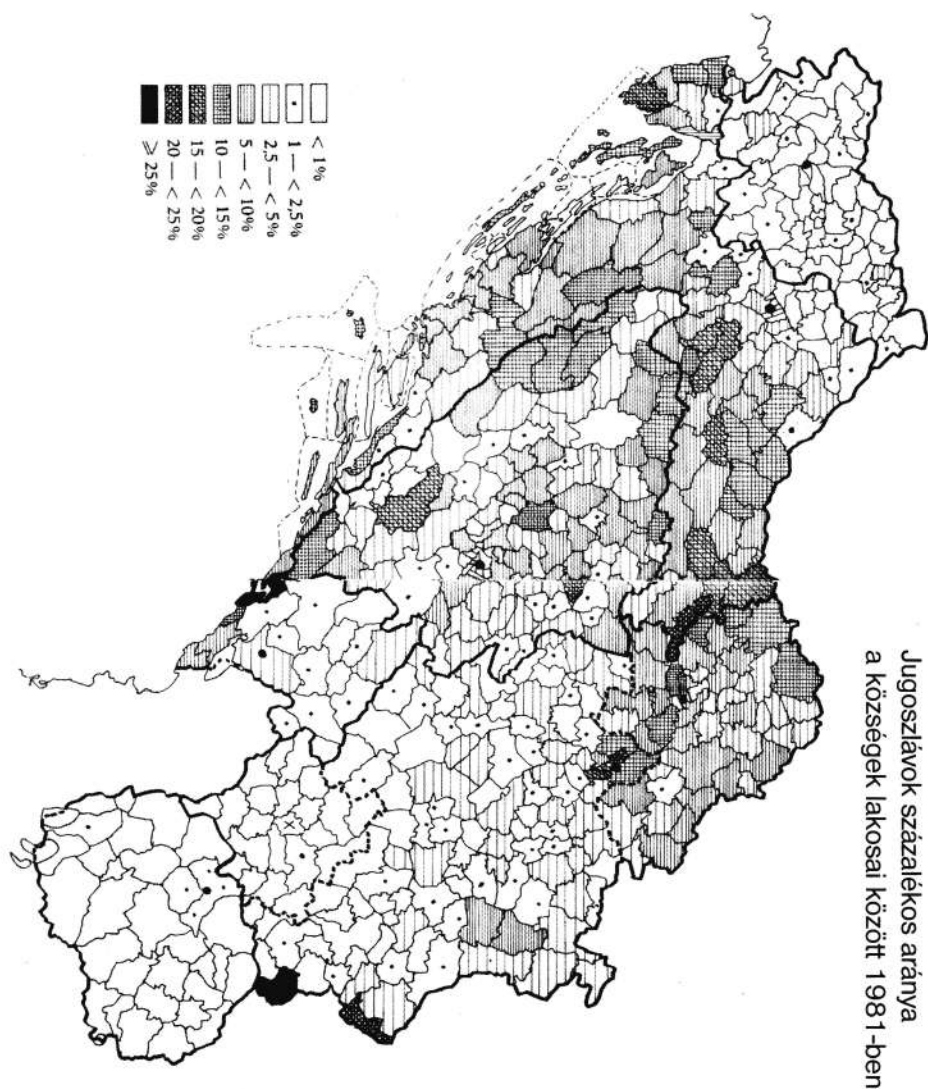 Jugoszlávok százalékos aránya
a községek lakosai között 1981-ben
< 1%
1 — < 2,5%
2,5 — < 5%
5 — < 10%
10 — < 15%
15 — < 20%
20 — < 25%
⩾ 25%